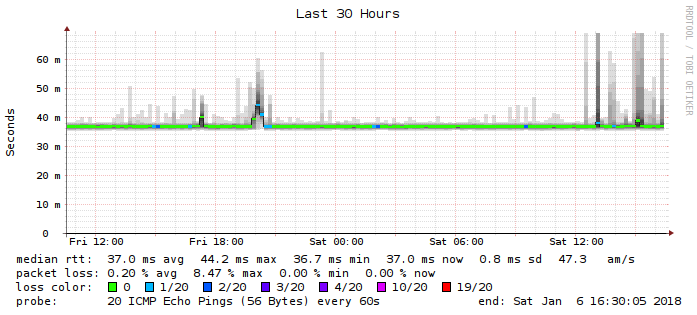 Last 30 Hours
RRDTOOL / TOBI OETIKER
Seconds
60 m
50 m
40 m
30 m
20 m
10 m
0
Fri 12:00 Fri 18:00 Sat 00:00 Sat 06:00 Sat 12:00
median rtt: 37.0 ms avg 44.2 ms max 36.7 ms min 37.0 ms now 0.8 ms sd 47.3 am/s
packet loss: 0.20 % avg 8.47 % max 0.00 % min 0.00 % now
loss color: 0 1/20 2/20 3/20 4/20 10/20 19/20
probe: 20 ICMP Echo Pings (56 Bytes) every 60s end: Sat Jan 6 16:30:05 2018